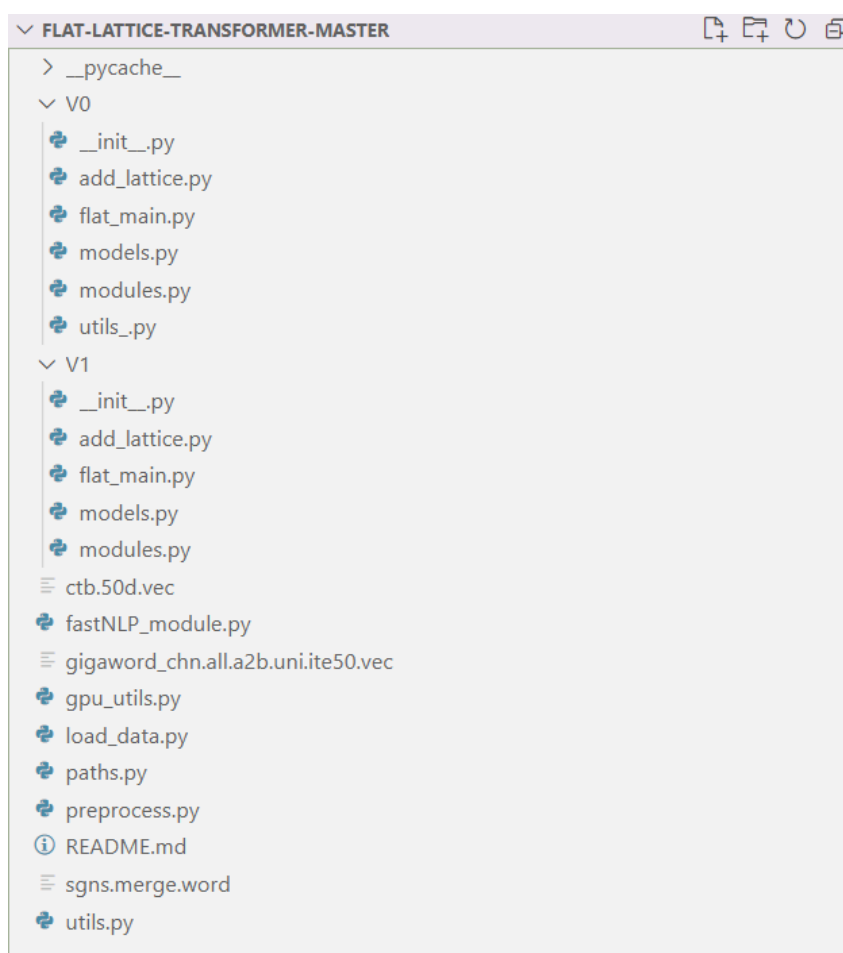 FLAT-LATTICE-TRANSFORMER-MASTER
__pycache__
V0
__init__.py
add_lattice.py
flat_main.py
models.py
modules.py
utils_.py
V1
__init__.py
add_lattice.py
flat_main.py
models.py
modules.py
ctb.50d.vec
fastNLP_module.py
gigaword_chn.all.a2b.uni.ite50.vec
gpu_utils.py
load_data.py
paths.py
preprocess.py
README.md
sgns.merge.word
utils.py